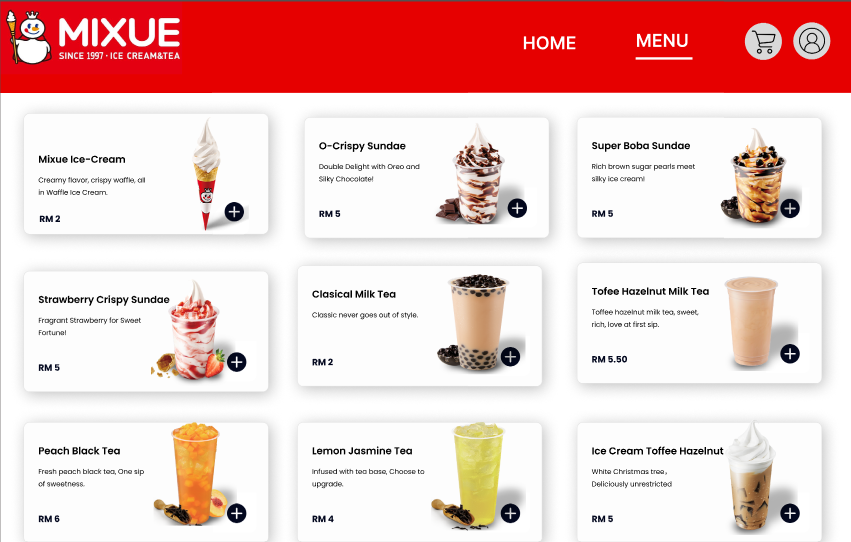 MIXUE
SINCE 1997 · ICE CREAM&TEA
HOME
MENU
Mixue Ice-Cream
Creamy flavor, crispy waffle, all
in Waffle Ice Cream.
RM 2
O-Crispy Sundae
Double Delight with Oreo and
Silky Chocolate!
RM 5
Super Boba Sundae
Rich brown sugar pearls meet
silky ice cream!
RM 5
Strawberry Crispy Sundae
Fragrant Strawberry for Sweet
Fortune!
RM 5
Clasical Milk Tea
Classic never goes out of style.
RM 2
Tofee Hazelnut Milk Tea
Toffee hazelnut milk tea, sweet,
rich, love at first sip.
RM 5.50
Peach Black Tea
Fresh peach black tea, One sip
of sweetness.
RM 6
Lemon Jasmine Tea
Infused with tea base, Choose to
upgrade.
RM 4
Ice Cream Toffee Hazelnut
White Christmas tree，
Deliciously unrestricted
RM 5